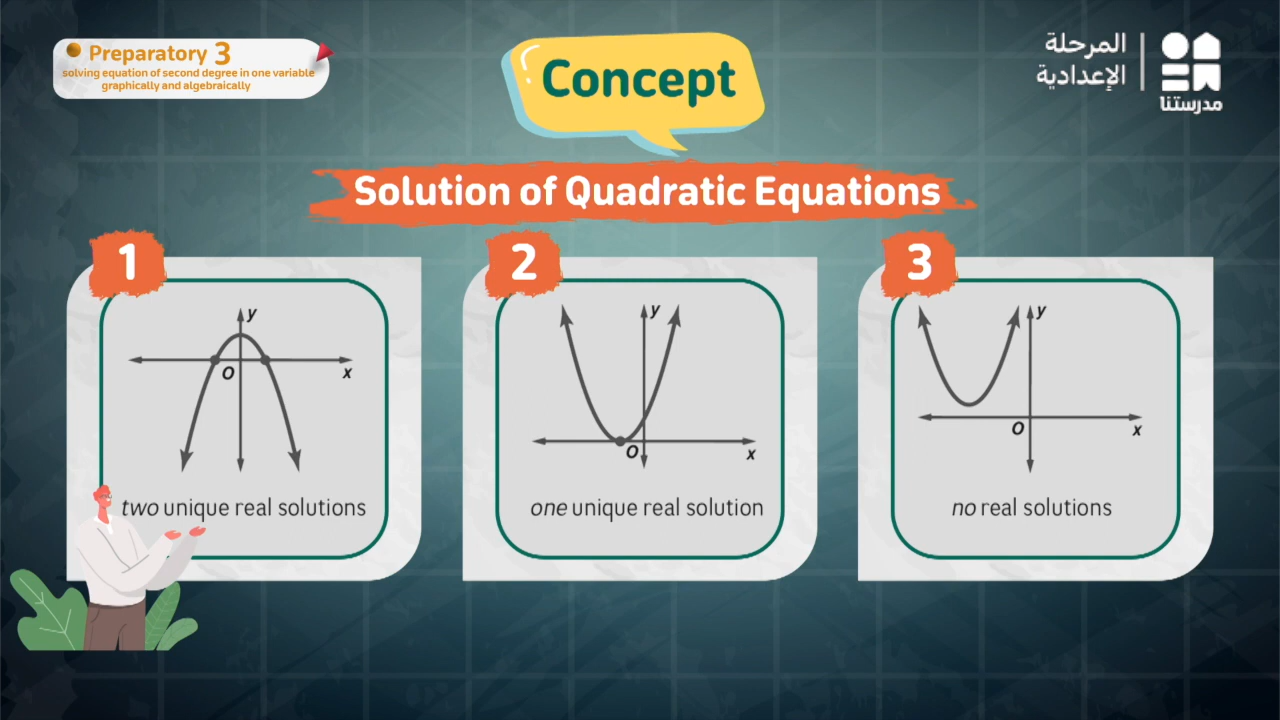 Preparatory 3
solving equation of second degree in one variable
graphically and algebraically
Concept
المرحلة
الإعدادية
مدرستنا
Solution of Quadratic Equations
1
y
O
x
two unique real solutions
2
y
O
x
one unique real solution
3
y
O
x
no real solutions